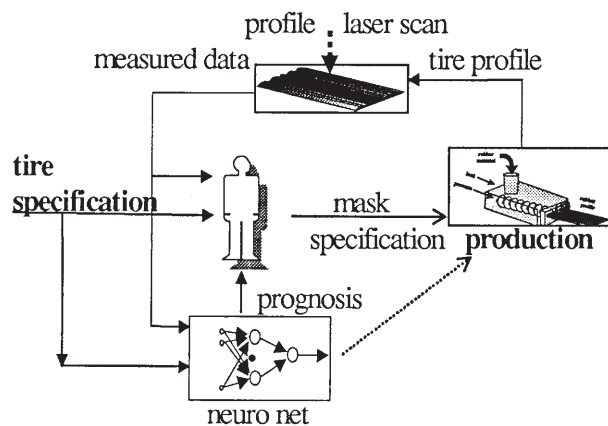 profile laser scan
measured data
tire profile
tire
specification
mask
specification
production
prognosis
neuro net